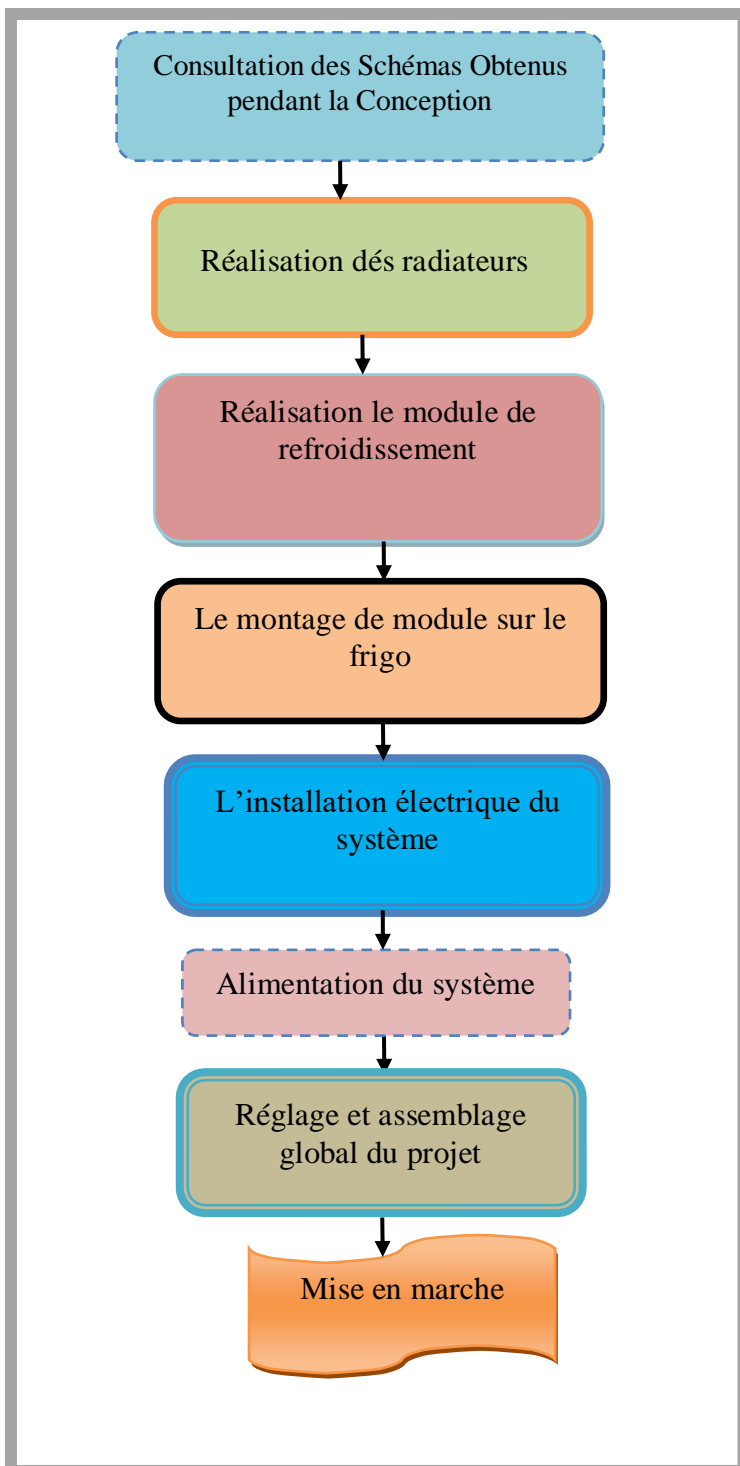 Consultation des Schémas Obtenus
pendant la Conception
Réalisation dés radiateurs
Réalisation le module de
refroidissement
Le montage de module sur le
frigo
L’installation électrique du
système
Alimentation du système
Réglage et assemblage
global du projet
Mise en marche